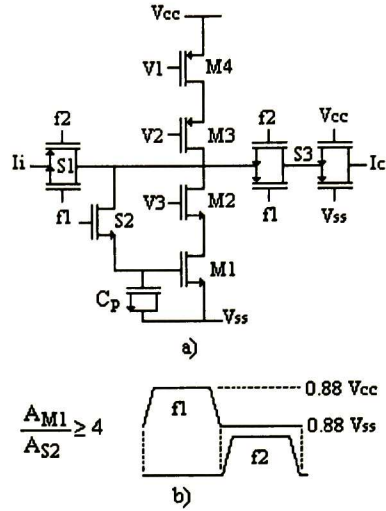 Vcc
V1
M4
V2
M3
f2
Ii
S1
f1
S2
V3
M2
M1
Cp
Vss
f2
S3
f1
Vcc
Ic
Vss
a)
AM1
AS2
≥ 4
f1
f2
0.88 Vcc
0.88 Vss
b)